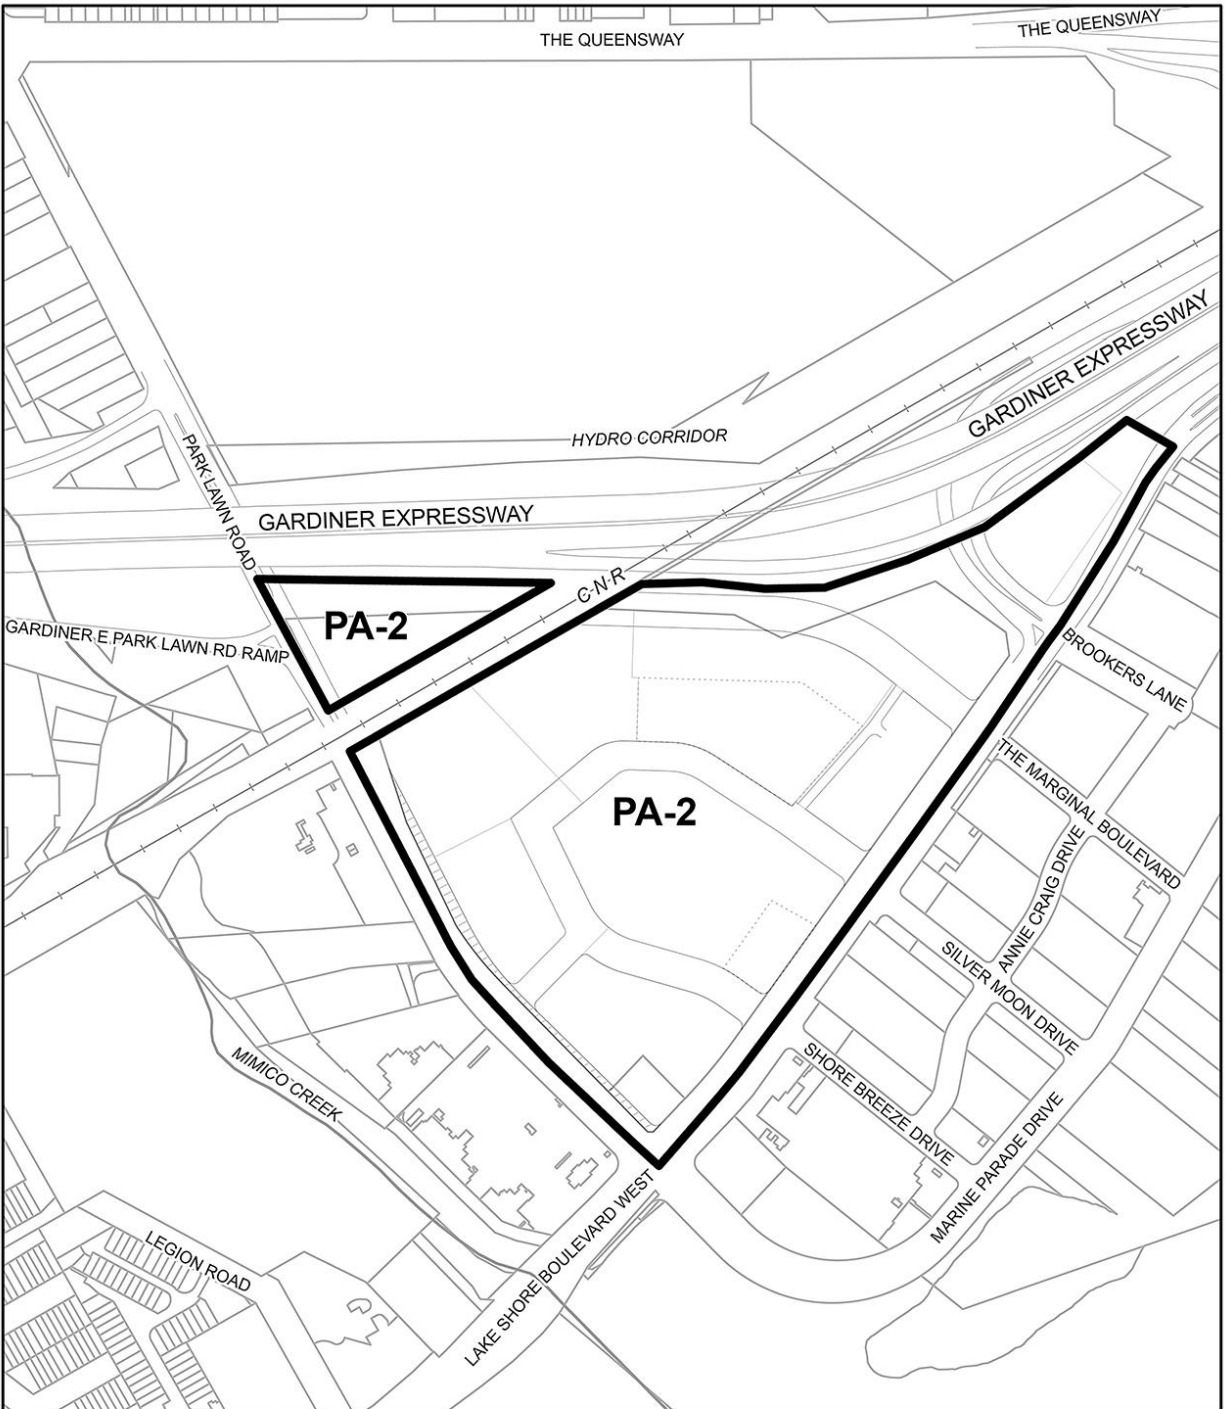 THE QUEENSWAY
THE QUEENSWAY
GARDINER EXPRESSWAY
HYDRO CORRIDOR
PARK LAWN ROAD
GARDINER EXPRESSWAY
C-N-R
PA-2
GARDINER E PARK LAWN RD RAMP
BROOKERS LANE
THE MARGINAL BOULEVARD
PA-2
ANNIE CRAIG DRIVE
SILVER MOON DRIVE
SHORE BREEZE DRIVE
MIMICO CREEK
MARINE PARADE DRIVE
LAKE SHORE BOULEVARD WEST
LEGION ROAD